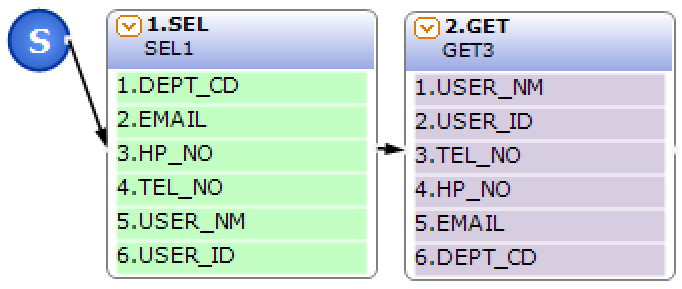 S
1.SEL
SEL1
1.DEPT_CD
2.EMAIL
3.HP_NO
4.TEL_NO
5.USER_NM
6.USER_ID
2.GET
GET3
1.USER_NM
2.USER_ID
3.TEL_NO
4.HP_NO
5.EMAIL
6.DEPT_CD